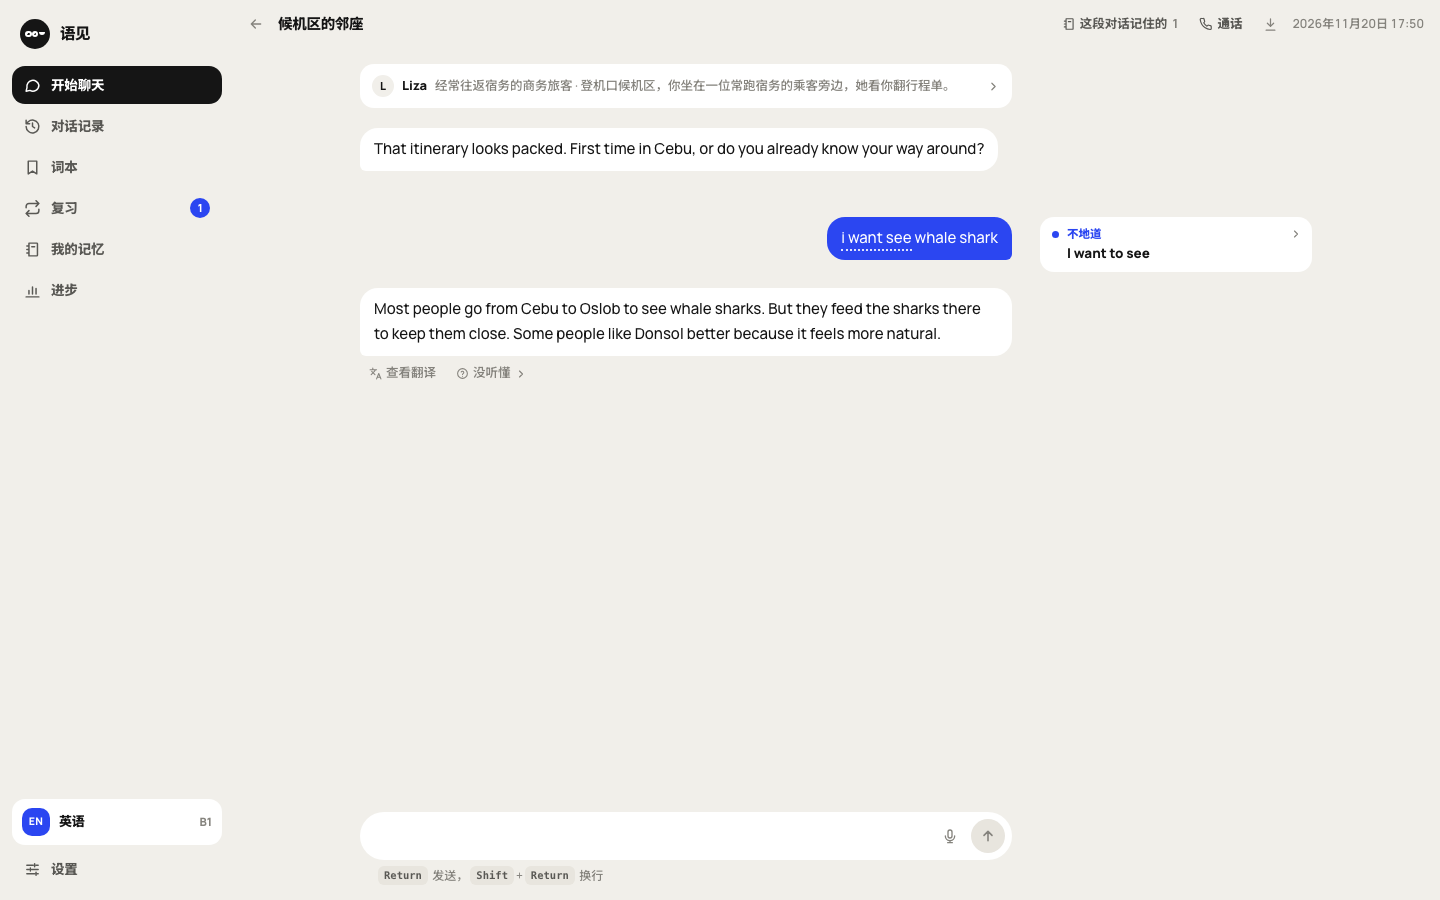 语见
开始聊天
对话记录
词本
复习 1
我的记忆
进步
EN 英语 B1
设置
候机区的邻座
这段对话记住的 1 通话 2026年11月20日 17:50
L Liza 经常往返宿务的商务旅客 · 登机口候机区，你坐在一位常跑宿务的乘客旁边，她看你翻行程单。
That itinerary looks packed. First time in Cebu, or do you already know your way around?
i want see whale shark
不地道
I want to see
Most people go from Cebu to Oslob to see whale sharks. But they feed the sharks there
to keep them close. Some people like Donsol better because it feels more natural.
查看翻译 没听懂
Return 发送， Shift + Return 换行